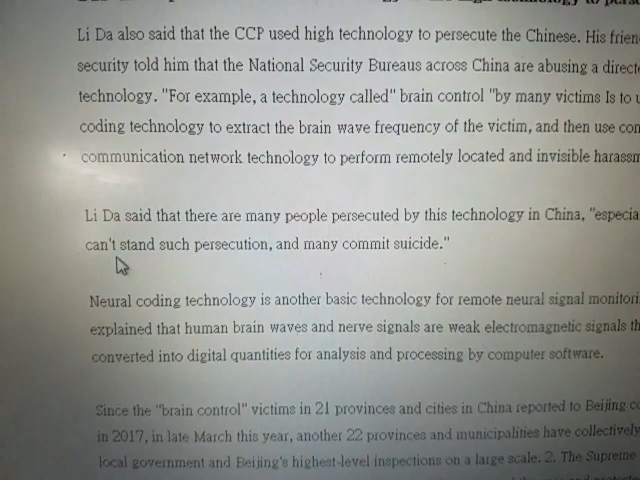 technology to pers
Li Da also said that the CCP used high technology to persecute the Chinese. His frien
security told him that the National Security Bureaus across China are abusing a direct
technology. "For example, a technology called" brain control "by many victims Is to u
coding technology to extract the brain wave frequency of the victim, and then use con
communication network technology to perform remotely located and invisible harassm
Li Da said that there are many people persecuted by this technology in China, "especia
can't stand such persecution, and many commit suicide."
Neural coding technology is another basic technology for remote neural signal monitori
explained that human brain waves and nerve signals are weak electromagnetic signals th
converted into digital quantities for analysis and processing by computer software.
Since the "brain control" victims in 21 provinces and cities in China reported to Beijing co
in 2017, in late March this year, another 22 provinces and municipalities have collectively
local government and Beijing's highest-level inspections on a large scale. 2. The Supreme